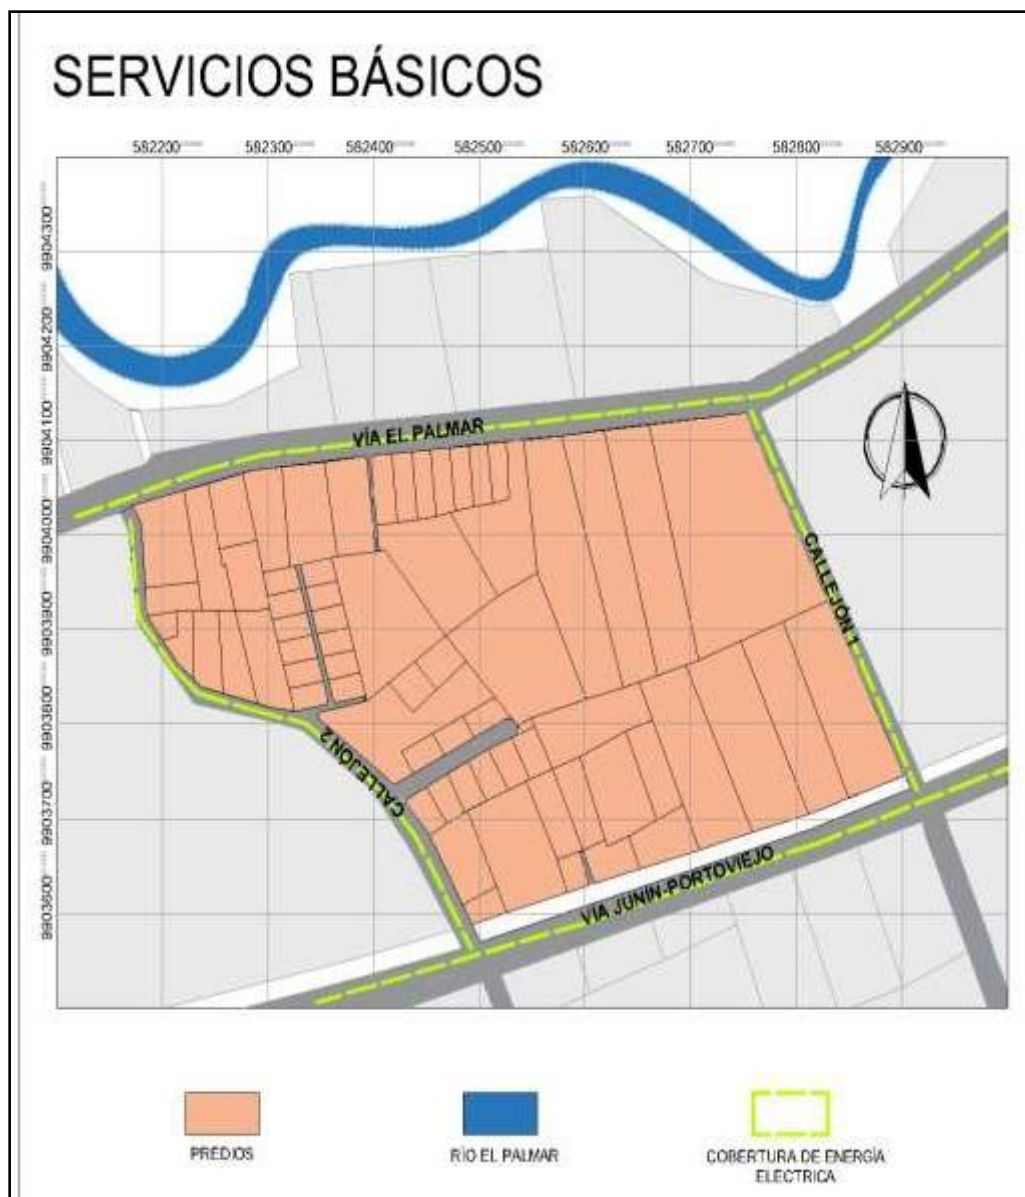 SERVICIOS BÁSICOS
582200 582300 582400 582500 582600 582700 582800 582900
9904300
9904200
9904100
9904000
9903900
9903800
9903700
9903600
VÍA EL PALMAR
CALLEJÓN 1
CALLEJÓN 2
VIA JUNÍN-PORTOVIEJO
PREDIOS
RÍO EL PALMAR
COBERTURA DE ENERGÍA
ELECTRICA